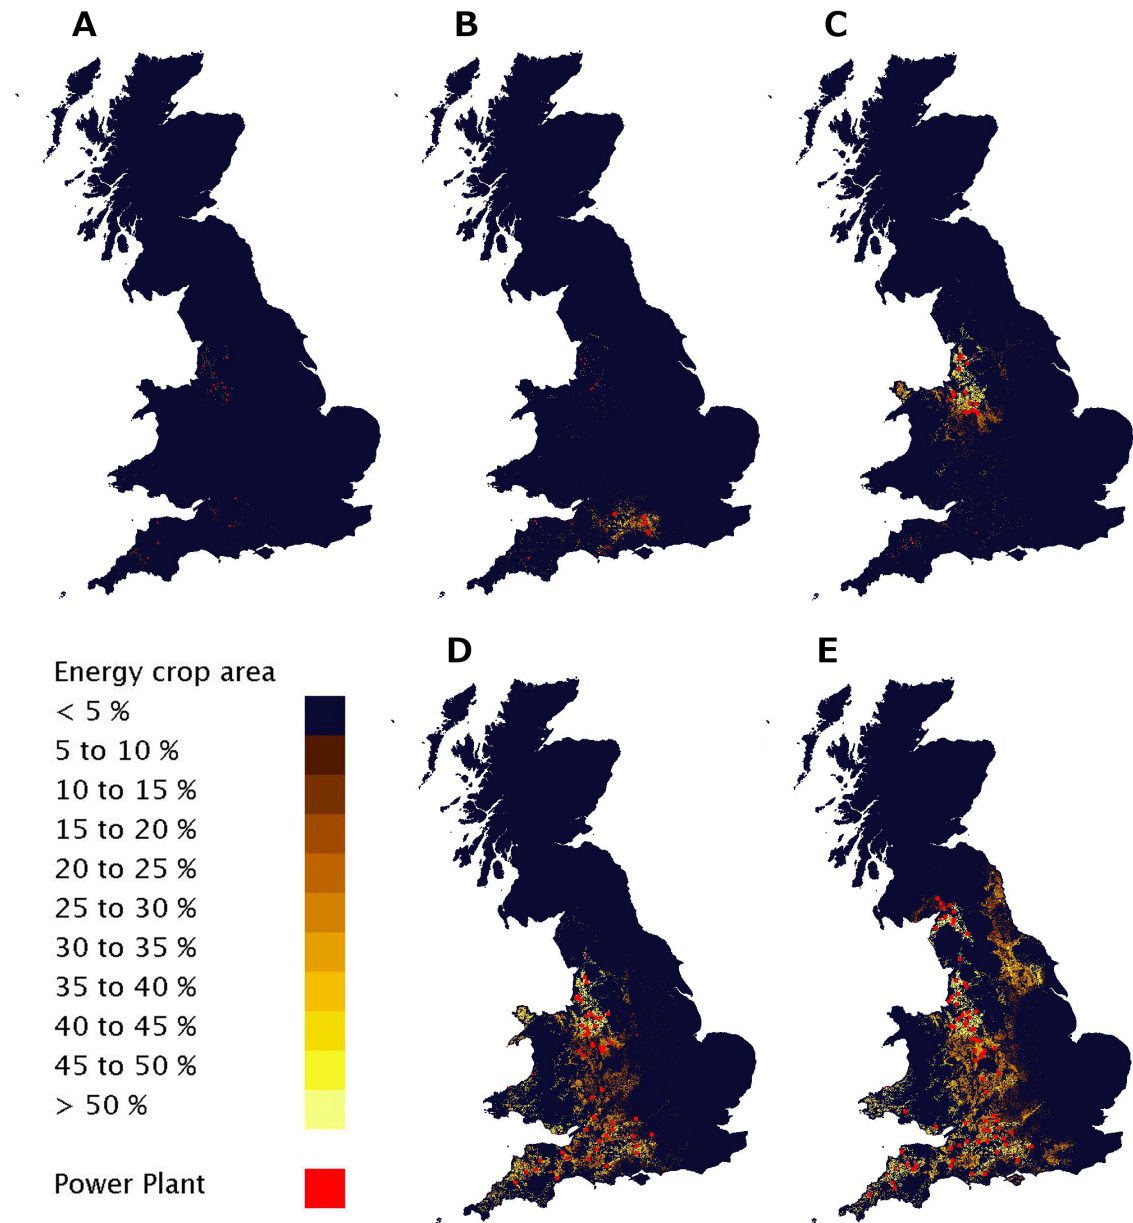 A
B
C
D
E
Energy crop area
< 5 %
5 to 10 %
10 to 15 %
15 to 20 %
20 to 25 %
25 to 30 %
30 to 35 %
35 to 40 %
40 to 45 %
45 to 50 %
> 50 %
Power Plant